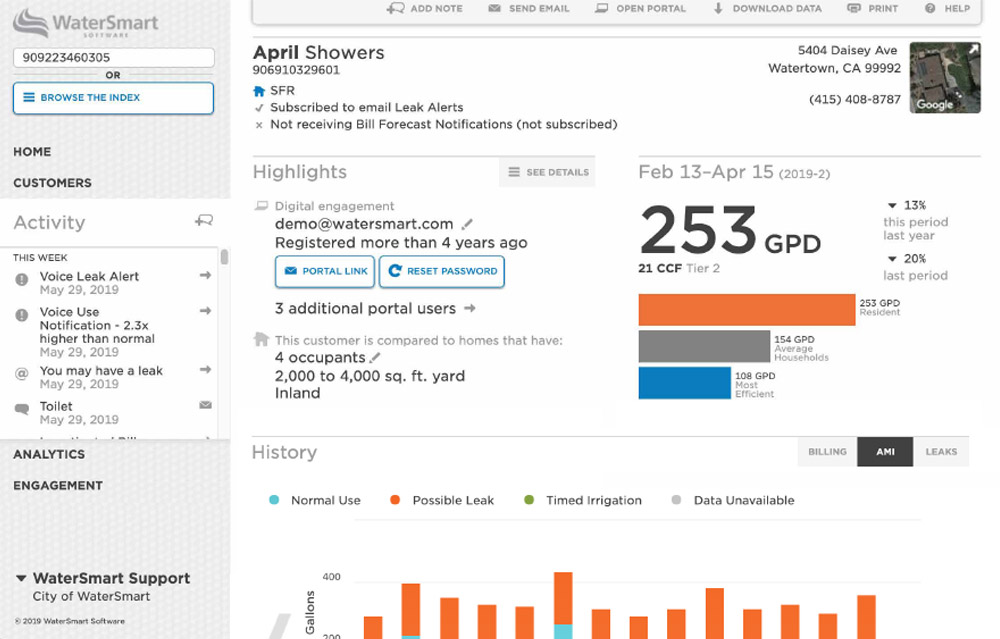 WaterSmart
SOFTWARE
909223460305
OR
BROWSE THE INDEX
HOME
CUSTOMERS
Activity
THIS WEEK
Voice Leak Alert
May 29, 2019
Voice Use
Notification - 2.3x
higher than normal
May 29, 2019
You may have a leak
May 29, 2019
Toilet
May 29, 2019
ANALYTICS
ENGAGEMENT
WaterSmart Support
City of WaterSmart
© 2019 WaterSmart Software
ADD NOTE
SEND EMAIL
OPEN PORTAL
DOWNLOAD DATA
PRINT
HELP
April Showers
906910329601
SFR
Subscribed to email Leak Alerts
Not receiving Bill Forecast Notifications (not subscribed)
5404 Daisey Ave
Watertown, CA 99992
(415) 408-8787
Google
Highlights
SEE DETAILS
Digital engagement
demo@watersmart.com
Registered more than 4 years ago
PORTAL LINK
RESET PASSWORD
3 additional portal users
This customer is compared to homes that have:
4 occupants
2,000 to 4,000 sq. ft. yard
Inland
Feb 13–Apr 15 (2019-2)
253 GPD
21 CCF Tier 2
13%
this period
last year
20%
last period
253 GPD
Resident
154 GPD
Average
Households
108 GPD
Most
Efficient
History
BILLING
AMI
LEAKS
Normal Use
Possible Leak
Timed Irrigation
Data Unavailable
400
Gallons
200